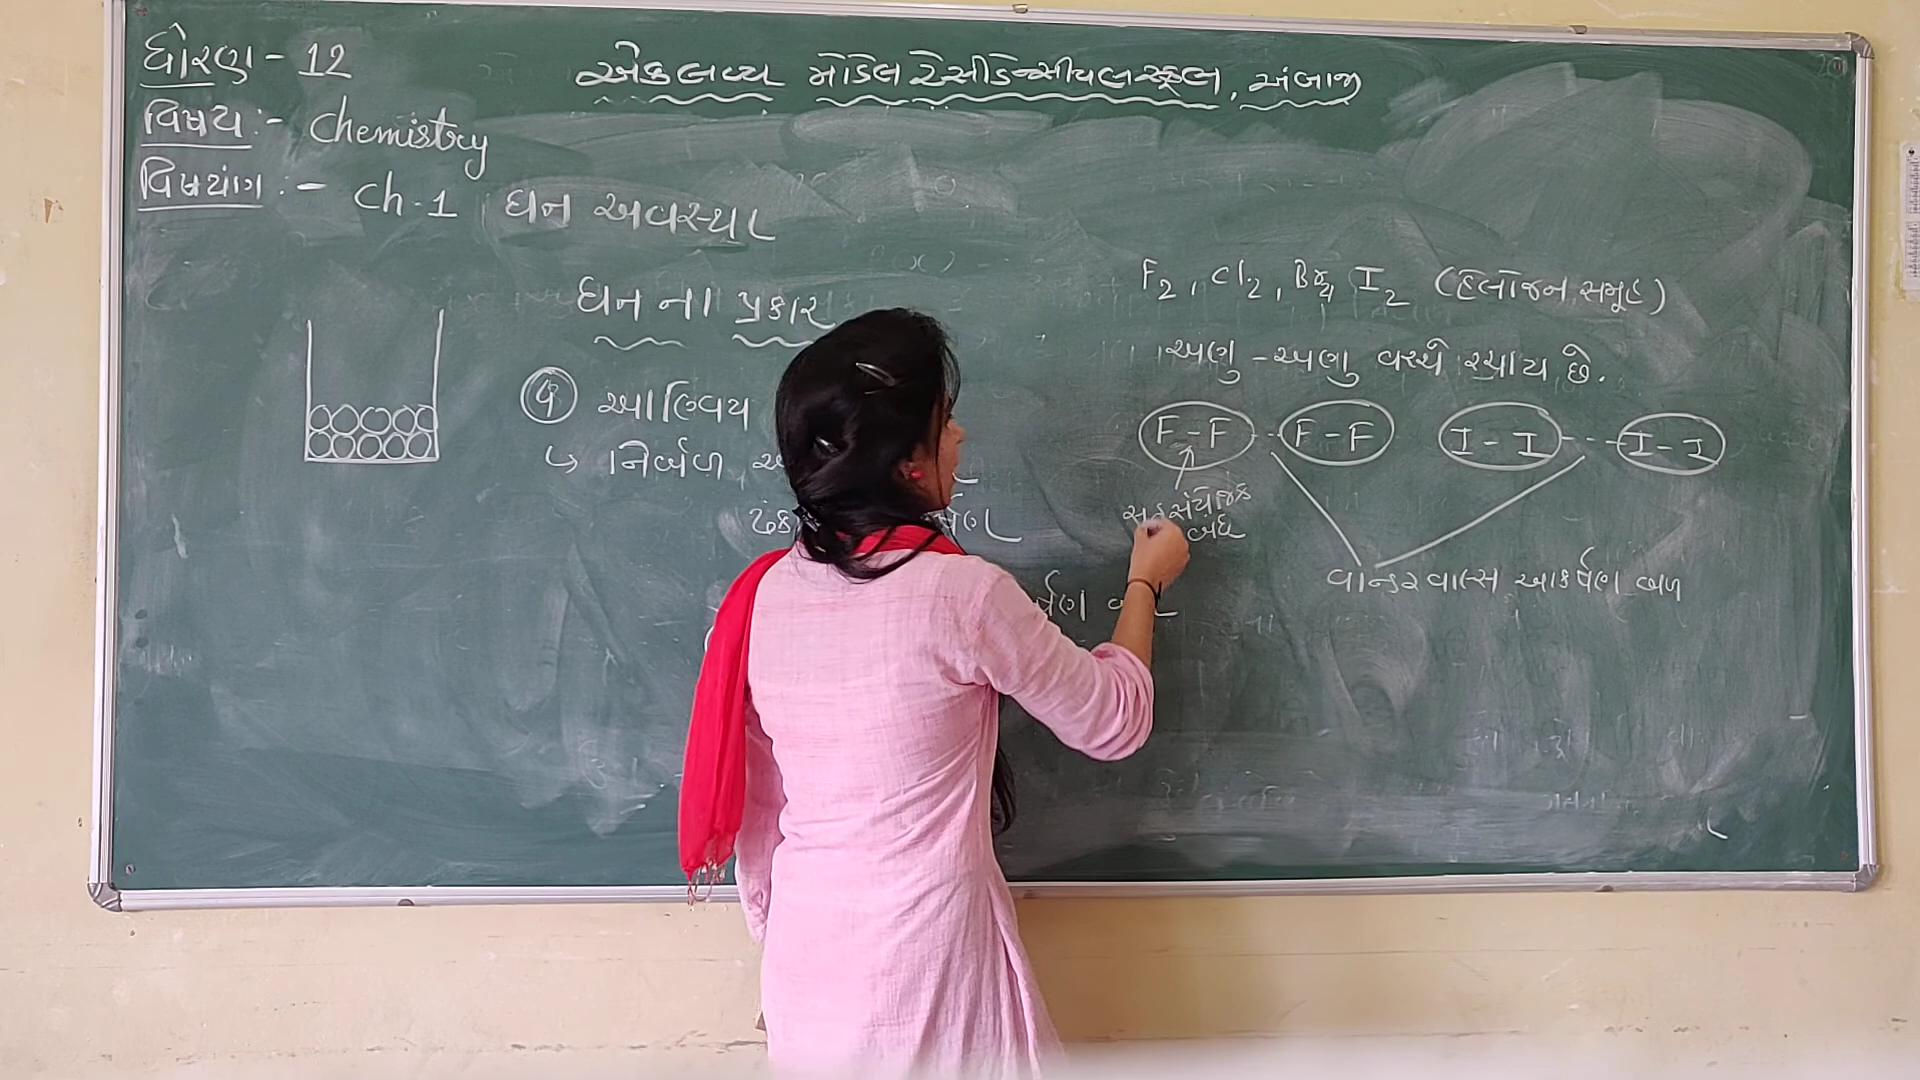 ધોરણ - 12
એકલવ્ય મોડેલ રેસીડેન્સીયલ સ્કૂલ, અંબાજી
વિષય :- Chemistry
વિષયાંગ :- Ch-1 ઘન અવસ્થા
ઘન ના પ્રકાર
આણ્વિય
નિર્બળ
F2, Cl2, Br2, I2 (હેલોજન સમૂહ)
અણુ - અણુ વચ્ચે રચાય છે.
F - F F - F I - I I - I
સહસંયોજક
બંધ
વાન્ડરવાલ્સ આકર્ષણ બળ